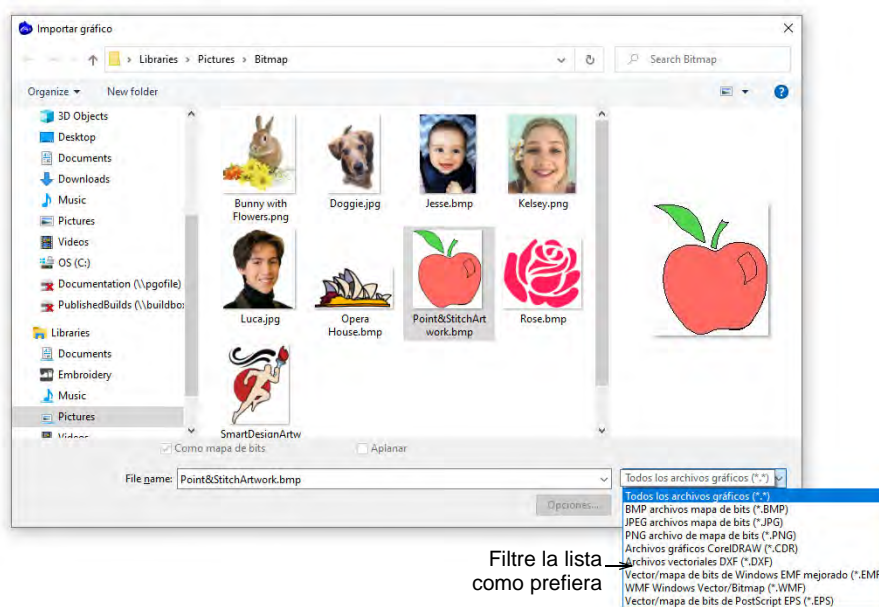 Importar gráfico
Libraries > Pictures > Bitmap
Search Bitmap
Organize
New folder
3D Objects
Desktop
Documents
Downloads
Music
Pictures
Videos
OS (C:)
Documentation (\\pgofile)
PublishedBuilds (\\buildbo
Libraries
Documents
Embroidery
Music
Pictures
Videos
Bunny with
Flowers.png
Doggie.jpg
Jesse.bmp
Kelsey.png
Luca.jpg
Opera
House.bmp
Point&StitchArt
work.bmp
Rose.bmp
SmartDesignArtw
Como mapa de bits
Aplanar
File name:
Point&StitchArtwork.bmp
Todos los archivos gráficos (*.*)
Opciones...
Todos los archivos gráficos (*.*)
BMP archivos mapa de bits (*.BMP)
JPEG archivos mapa de bits (*.JPG)
PNG archivo de mapa de bits (*.PNG)
Archivos gráficos CorelDRAW (*.CDR)
Archivos vectoriales DXF (*.DXF)
Vector/mapa de bits de Windows EMF mejorado (*.EMF
WMF Windows Vector/Bitmap (*.WMF)
Vector/mapa de bits de PostScript EPS (*.EPS)
Filtre la lista
como prefiera